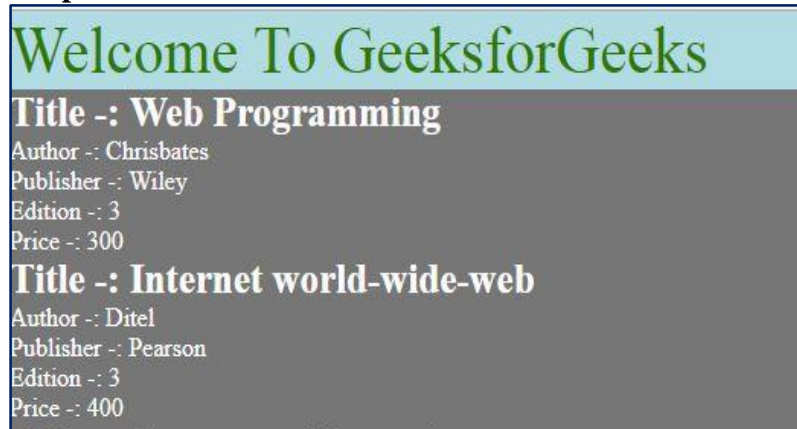 Welcome To GeeksforGeeks
Title -: Web Programming
Author -: Chrisbates
Publisher -: Wiley
Edition -: 3
Price -: 300
Title -: Internet world-wide-web
Author -: Ditel
Publisher -: Pearson
Edition -: 3
Price -: 400